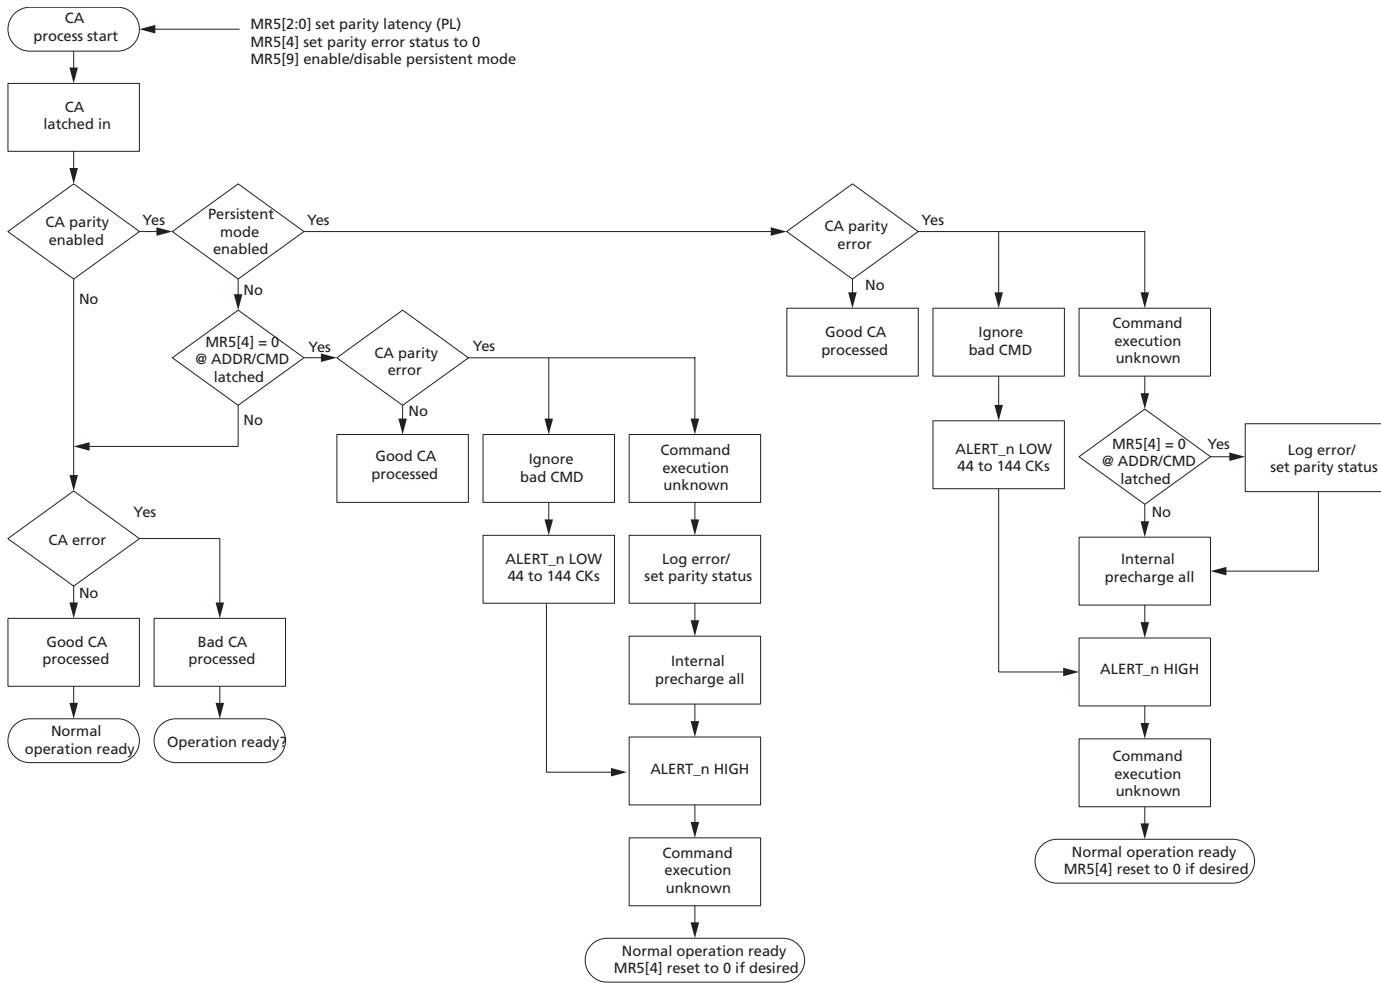 CA
process start
MR5[2:0] set parity latency (PL)
MR5[4] set parity error status to 0
MR5[9] enable/disable persistent mode
CA
latched in
CA parity
enabled
Yes
No
Persistent
mode
enabled
Yes
No
CA parity
error
Yes
No
Good CA
processed
Ignore
bad CMD
Command
execution
unknown
MR5[4] = 0
@ ADDR/CMD
latched
Yes
No
CA parity
error
Yes
No
Good CA
processed
Ignore
bad CMD
Command
execution
unknown
ALERT_n LOW
44 to 144 CKs
MR5[4] = 0
@ ADDR/CMD
latched
Yes
No
Log error/
set parity status
CA error
Yes
No
ALERT_n LOW
44 to 144 CKs
Log error/
set parity status
Internal
precharge all
Good CA
processed
Bad CA
processed
Internal
precharge all
ALERT_n HIGH
Normal
operation ready
Operation ready?
ALERT_n HIGH
Command
execution
unknown
Command
execution
unknown
Normal operation ready
MR5[4] reset to 0 if desired
Normal operation ready
MR5[4] reset to 0 if desired